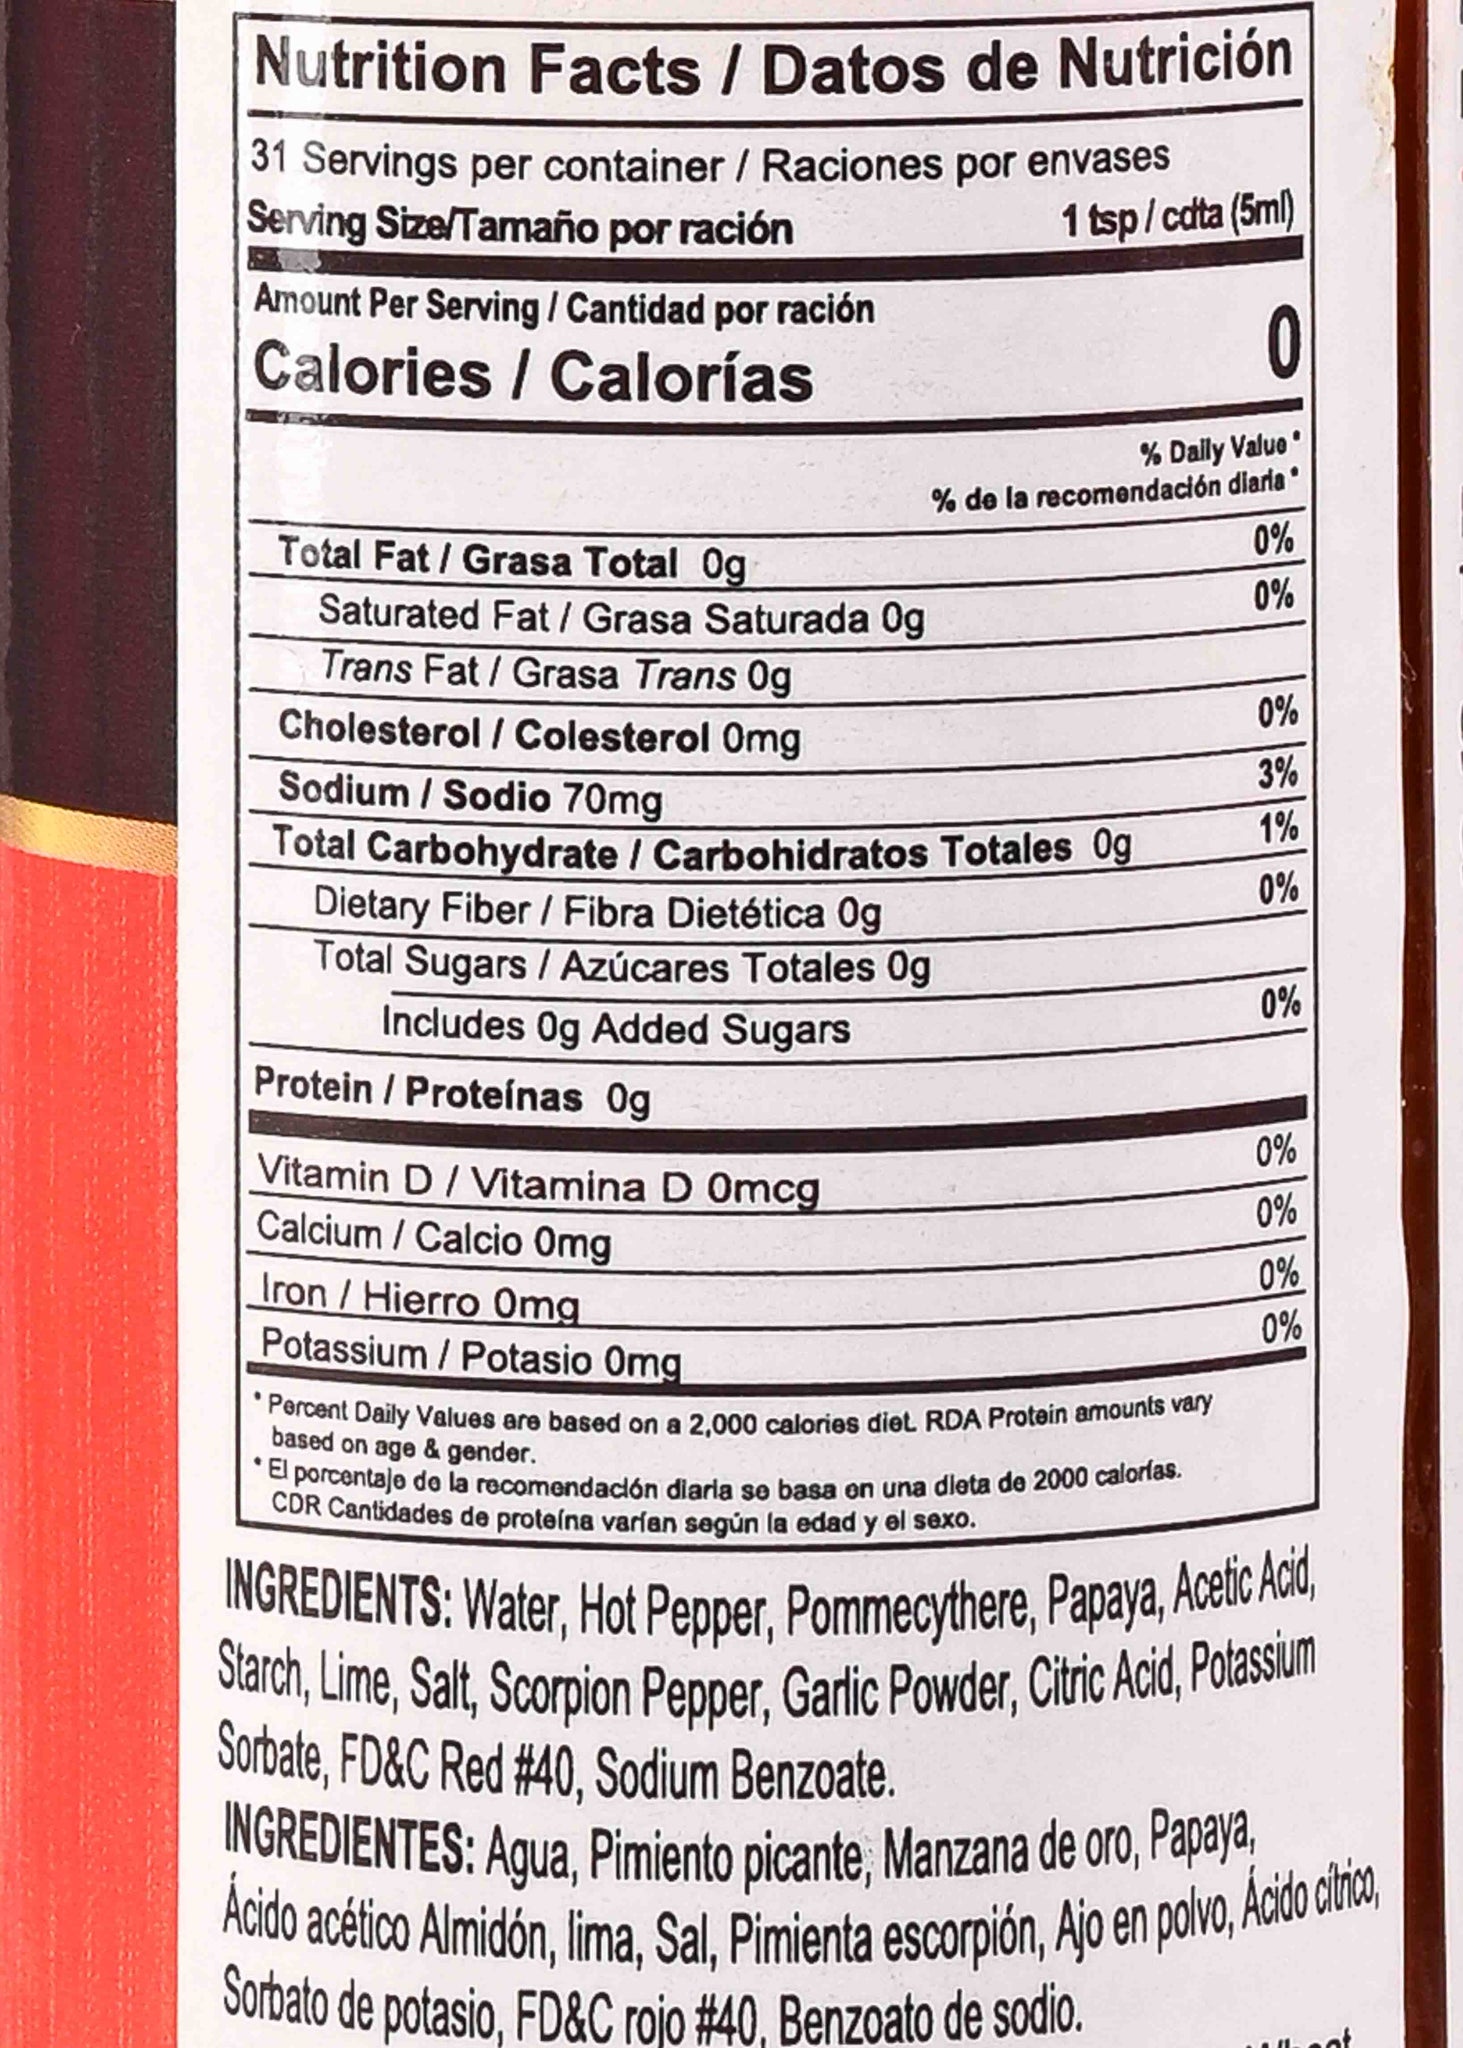 Nutrition Facts / Datos de Nutrición
31 Servings per container / Raciones por envases
Serving Size/Tamaño por ración 1 tsp / cdta (5ml)
Amount Per Serving / Cantidad por ración
Calories / Calorías 0
% Daily Value*
% de la recomendación diaria*
Total Fat / Grasa Total 0g 0%
Saturated Fat / Grasa Saturada 0g 0%
Trans Fat / Grasa Trans 0g
Cholesterol / Colesterol 0mg 0%
Sodium / Sodio 70mg 3%
Total Carbohydrate / Carbohidratos Totales 0g 1%
Dietary Fiber / Fibra Dietética 0g 0%
Total Sugars / Azúcares Totales 0g
Includes 0g Added Sugars 0%
Protein / Proteínas 0g
Vitamin D / Vitamina D 0mcg 0%
Calcium / Calcio 0mg 0%
Iron / Hierro 0mg 0%
Potassium / Potasio 0mg 0%
* Percent Daily Values are based on a 2,000 calories diet. RDA Protein amounts vary
based on age & gender.
* El porcentaje de la recomendación diaria se basa en una dieta de 2000 calorías.
CDR Cantidades de proteína varían según la edad y el sexo.
INGREDIENTS: Water, Hot Pepper, Pommecythere, Papaya, Acetic Acid,
Starch, Lime, Salt, Scorpion Pepper, Garlic Powder, Citric Acid, Potassium
Sorbate, FD&C Red #40, Sodium Benzoate.
INGREDIENTES: Agua, Pimiento picante, Manzana de oro, Papaya,
Ácido acético Almidón, lima, Sal, Pimienta escorpión, Ajo en polvo, Ácido cítrico,
Sorbato de potasio, FD&C rojo #40, Benzoato de sodio.